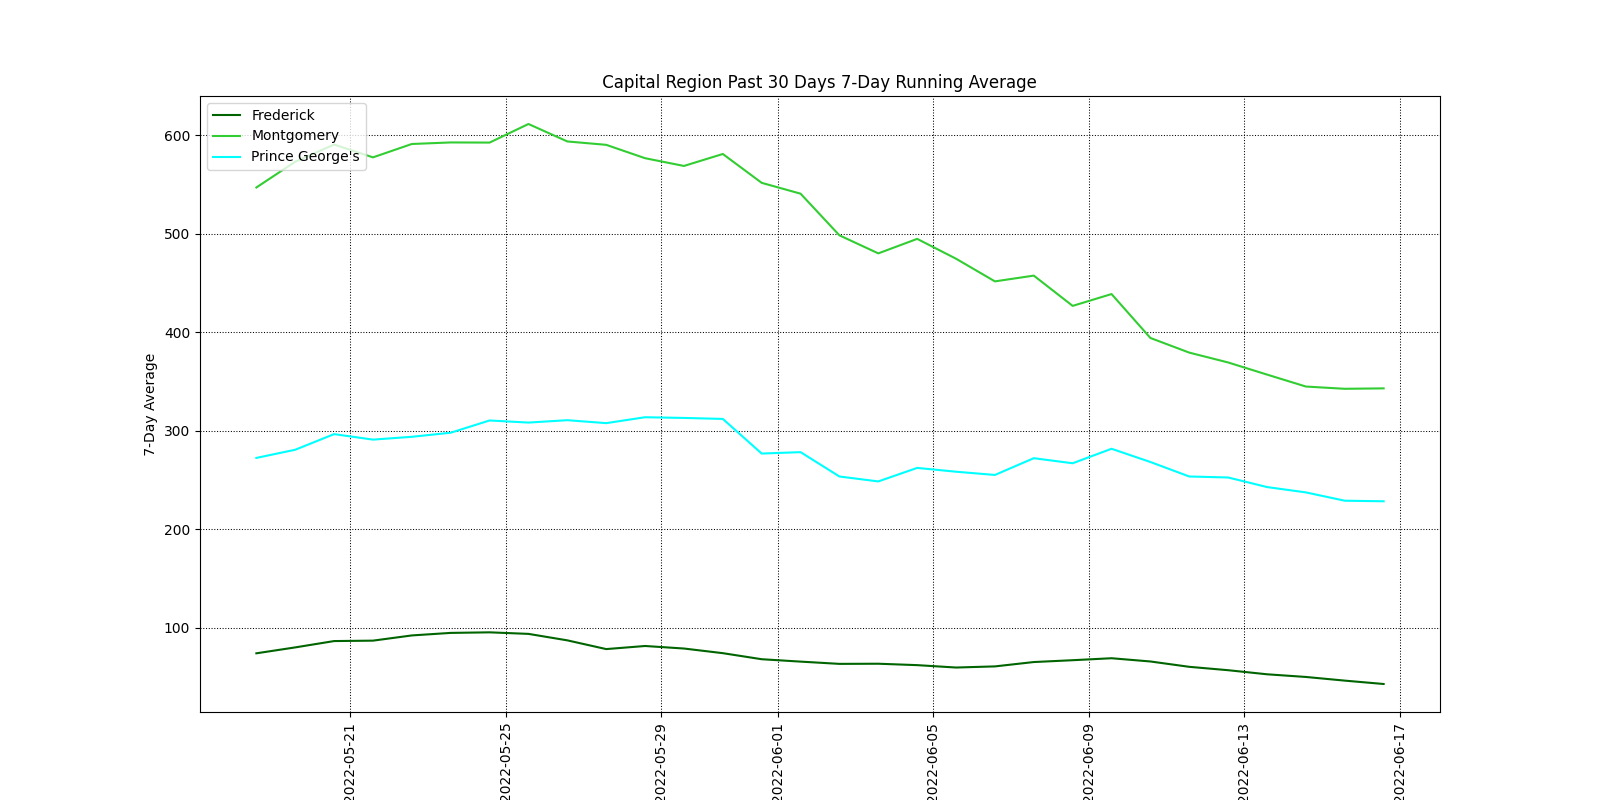 Capital Region Past 30 Days 7-Day Running Average
Frederick
Montgomery
Prince George's
600
500
400
300
200
100
7-Day Average
2022-05-21
2022-05-25
2022-05-29
2022-06-01
2022-06-05
2022-06-09
2022-06-13
2022-06-17